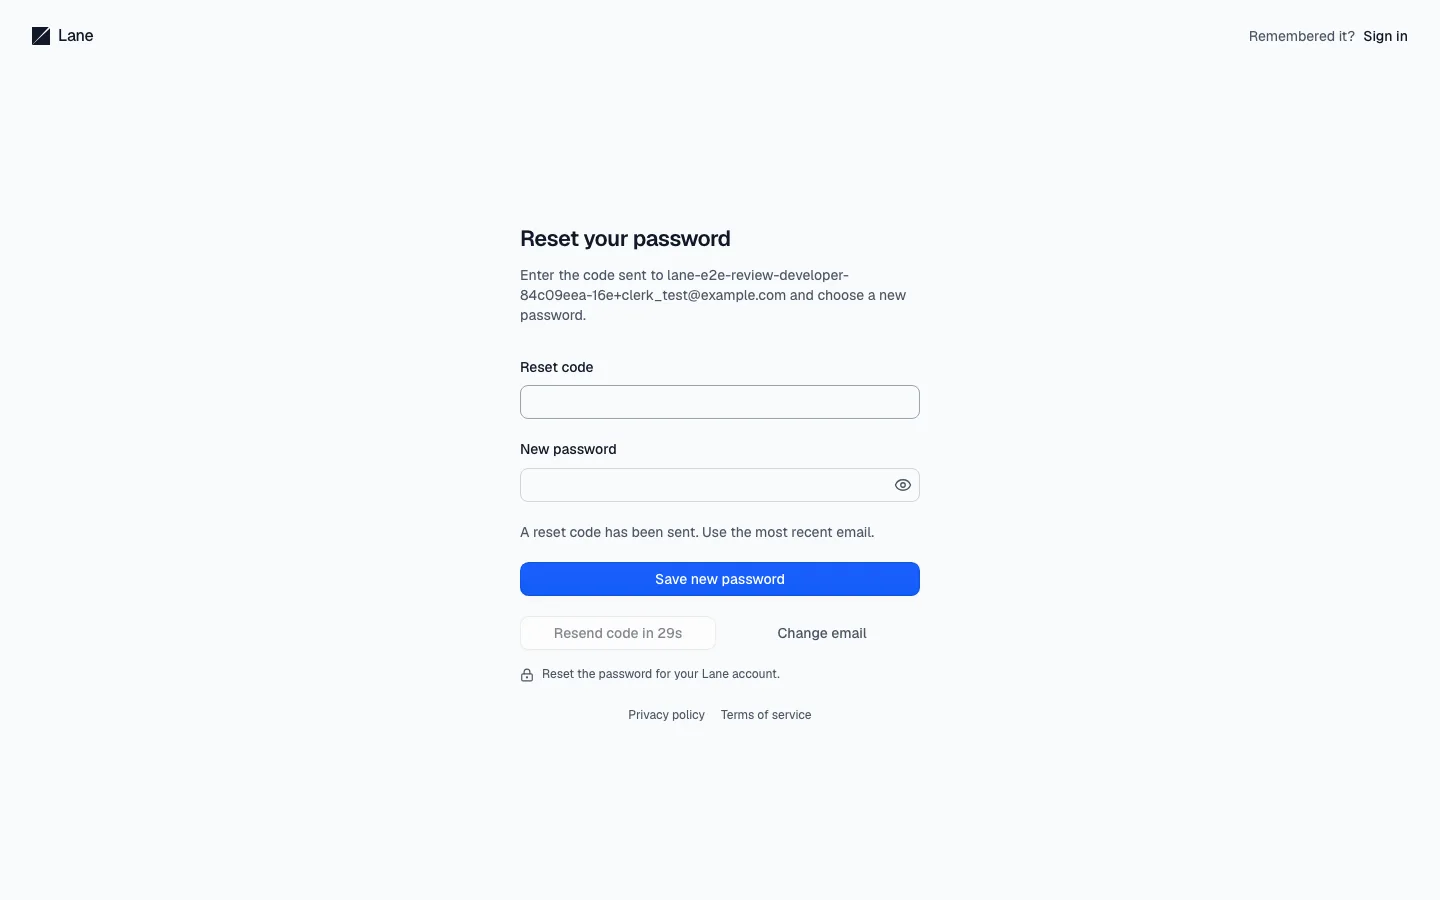 Lane
Remembered it? Sign in
Reset your password
Enter the code sent to lane-e2e-review-developer-
84c09eea-16e+clerk_test@example.com and choose a new
password.
Reset code
New password
A reset code has been sent. Use the most recent email.
Save new password
Resend code in 29s
Change email
Reset the password for your Lane account.
Privacy policy
Terms of service